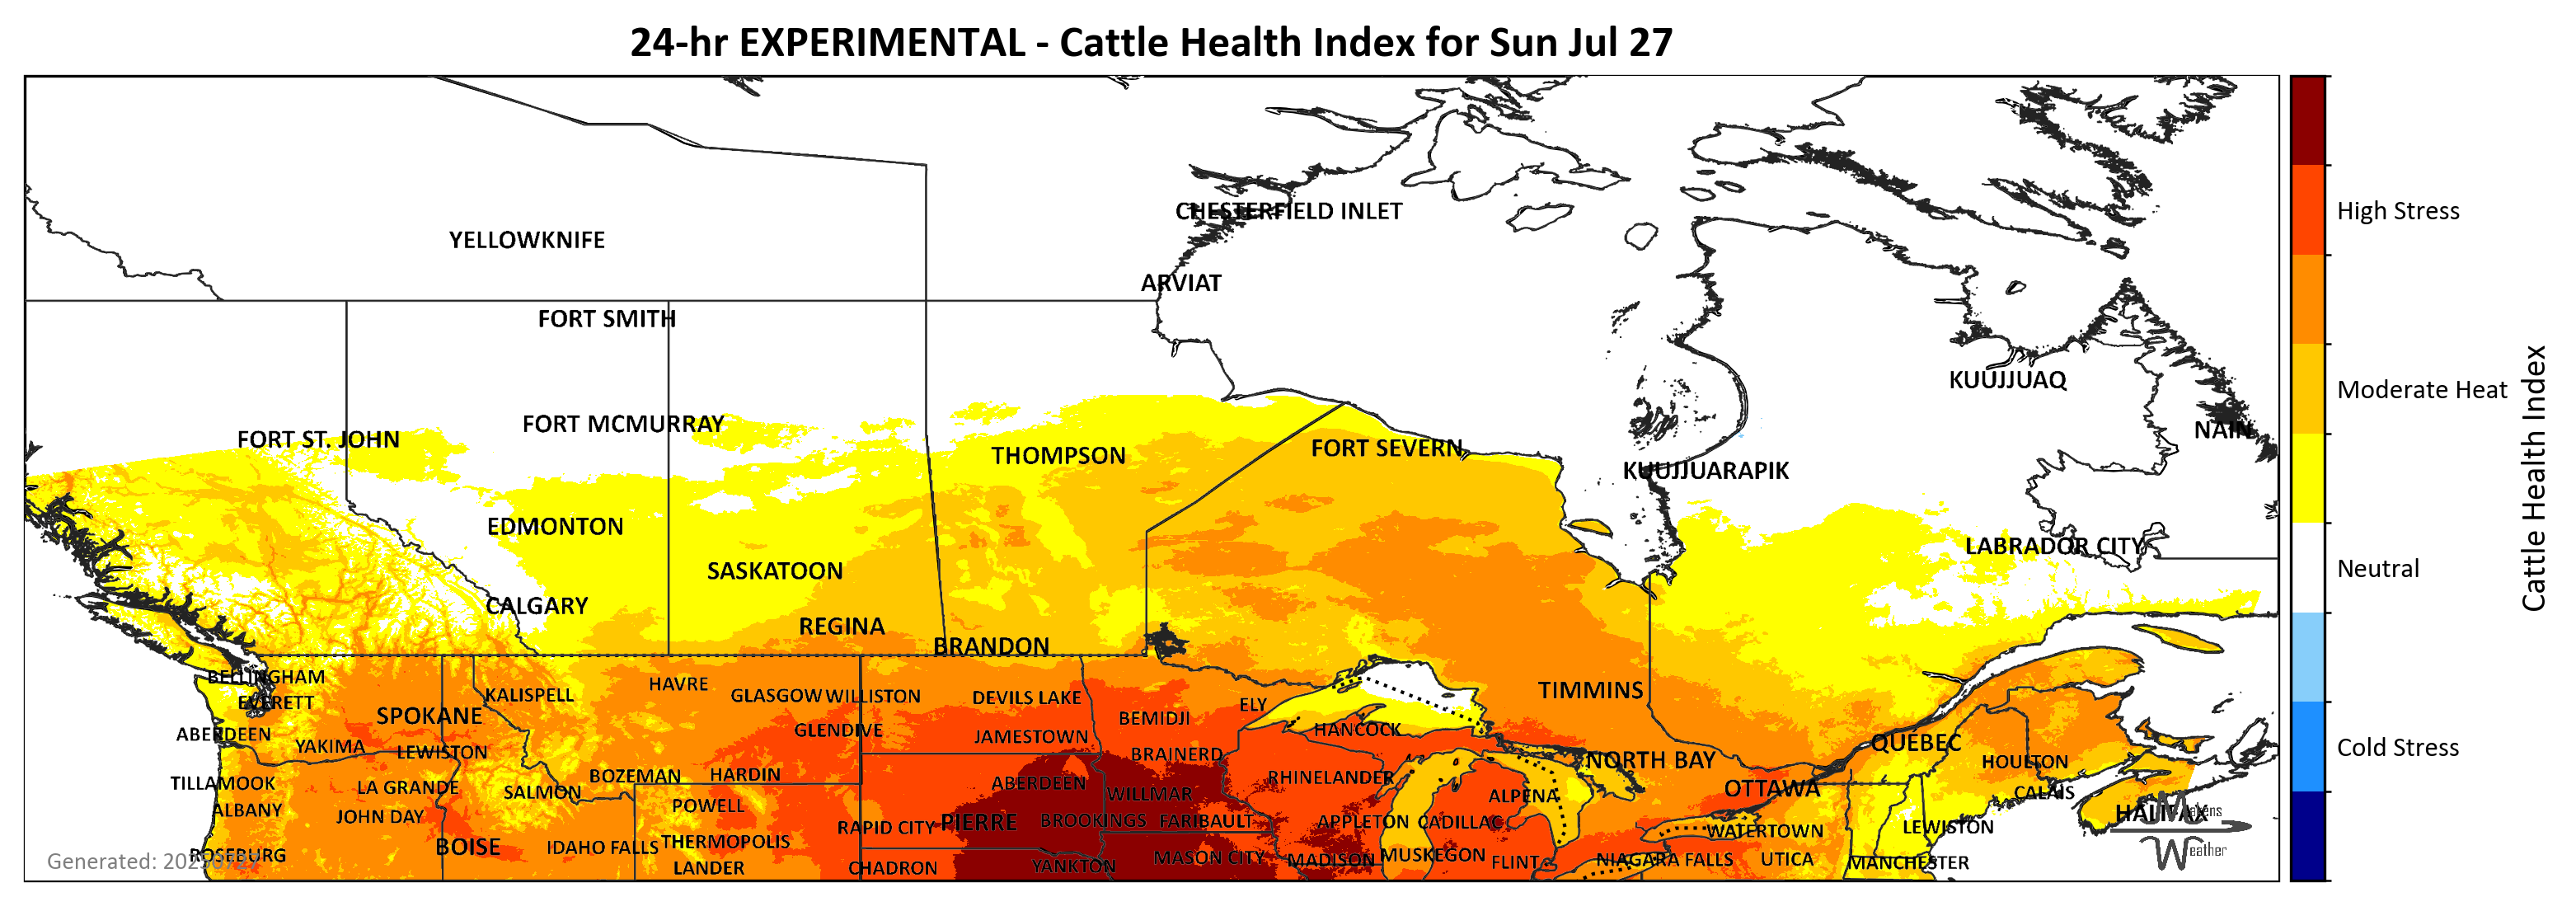 24-hr EXPERIMENTAL - Cattle Health Index for Sun Jul 27
CHESTERFIELD INLET
YELLOWKNIFE
ARVIAT
FORT SMITH
KUUJJUAQ
FORT MCMURRAY
NAIN
FORT ST. JOHN
FORT SEVERN
THOMPSON
KUUJJUARAPIK
EDMONTON
LABRADOR CITY
SASKATOON
CALGARY
REGINA
BRANDON
BELLINGHAM
HAVRE
KALISPELL
GLASGOW WILLISTON
DEVILS LAKE
TIMMINS
EVERETT
ELY
SPOKANE
BEMIDJI
GLENDIVE
HANCOCK
ABERDEEN
JAMESTOWN
QUEBEC
YAKIMA
LEWISTON
BRAINERD
NORTH BAY
HOULTON
BOZEMAN
HARDIN
RHINELANDER
TILLAMOOK
LA GRANDE
ABERDEEN
OTTAWA
SALMON
WILLMAR
ALPENA
CALAIS
POWELL
ALBANY
JOHN DAY
HALIFAX
Makens
Weather
RAPID CITY
PIERRE
BROOKINGS
FARIBAULT
APPLETON
CADILLAC
WATERTOWN
LEWISTON
BOISE
IDAHO FALLS
THERMOPOLIS
ROSEBURG
MASON CITY
MADISON
MUSKEGON
FLINT
NIAGARA FALLS
UTICA
MANCHESTER
LANDER
CHADRON
YANKTON
Generated:
High Stress
Moderate Heat
Neutral
Cold Stress
Cattle Health Index